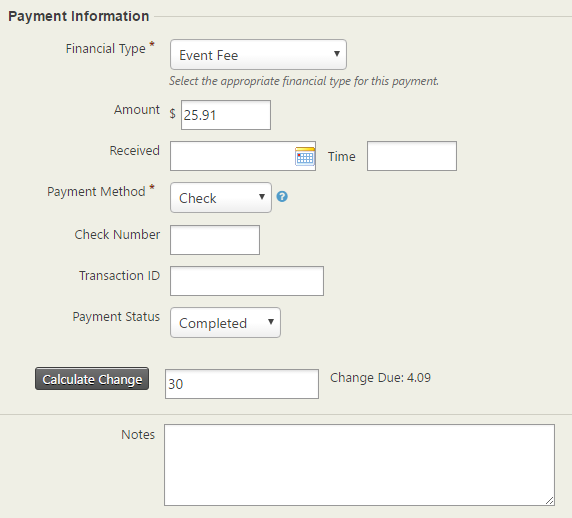 Payment Information
Financial Type * Event Fee
Select the appropriate financial type for this payment.
Amount $ 25.91
Received Time
Payment Method * Check ?
Check Number
Transaction ID
Payment Status Completed
Calculate Change 30 Change Due: 4.09
Notes